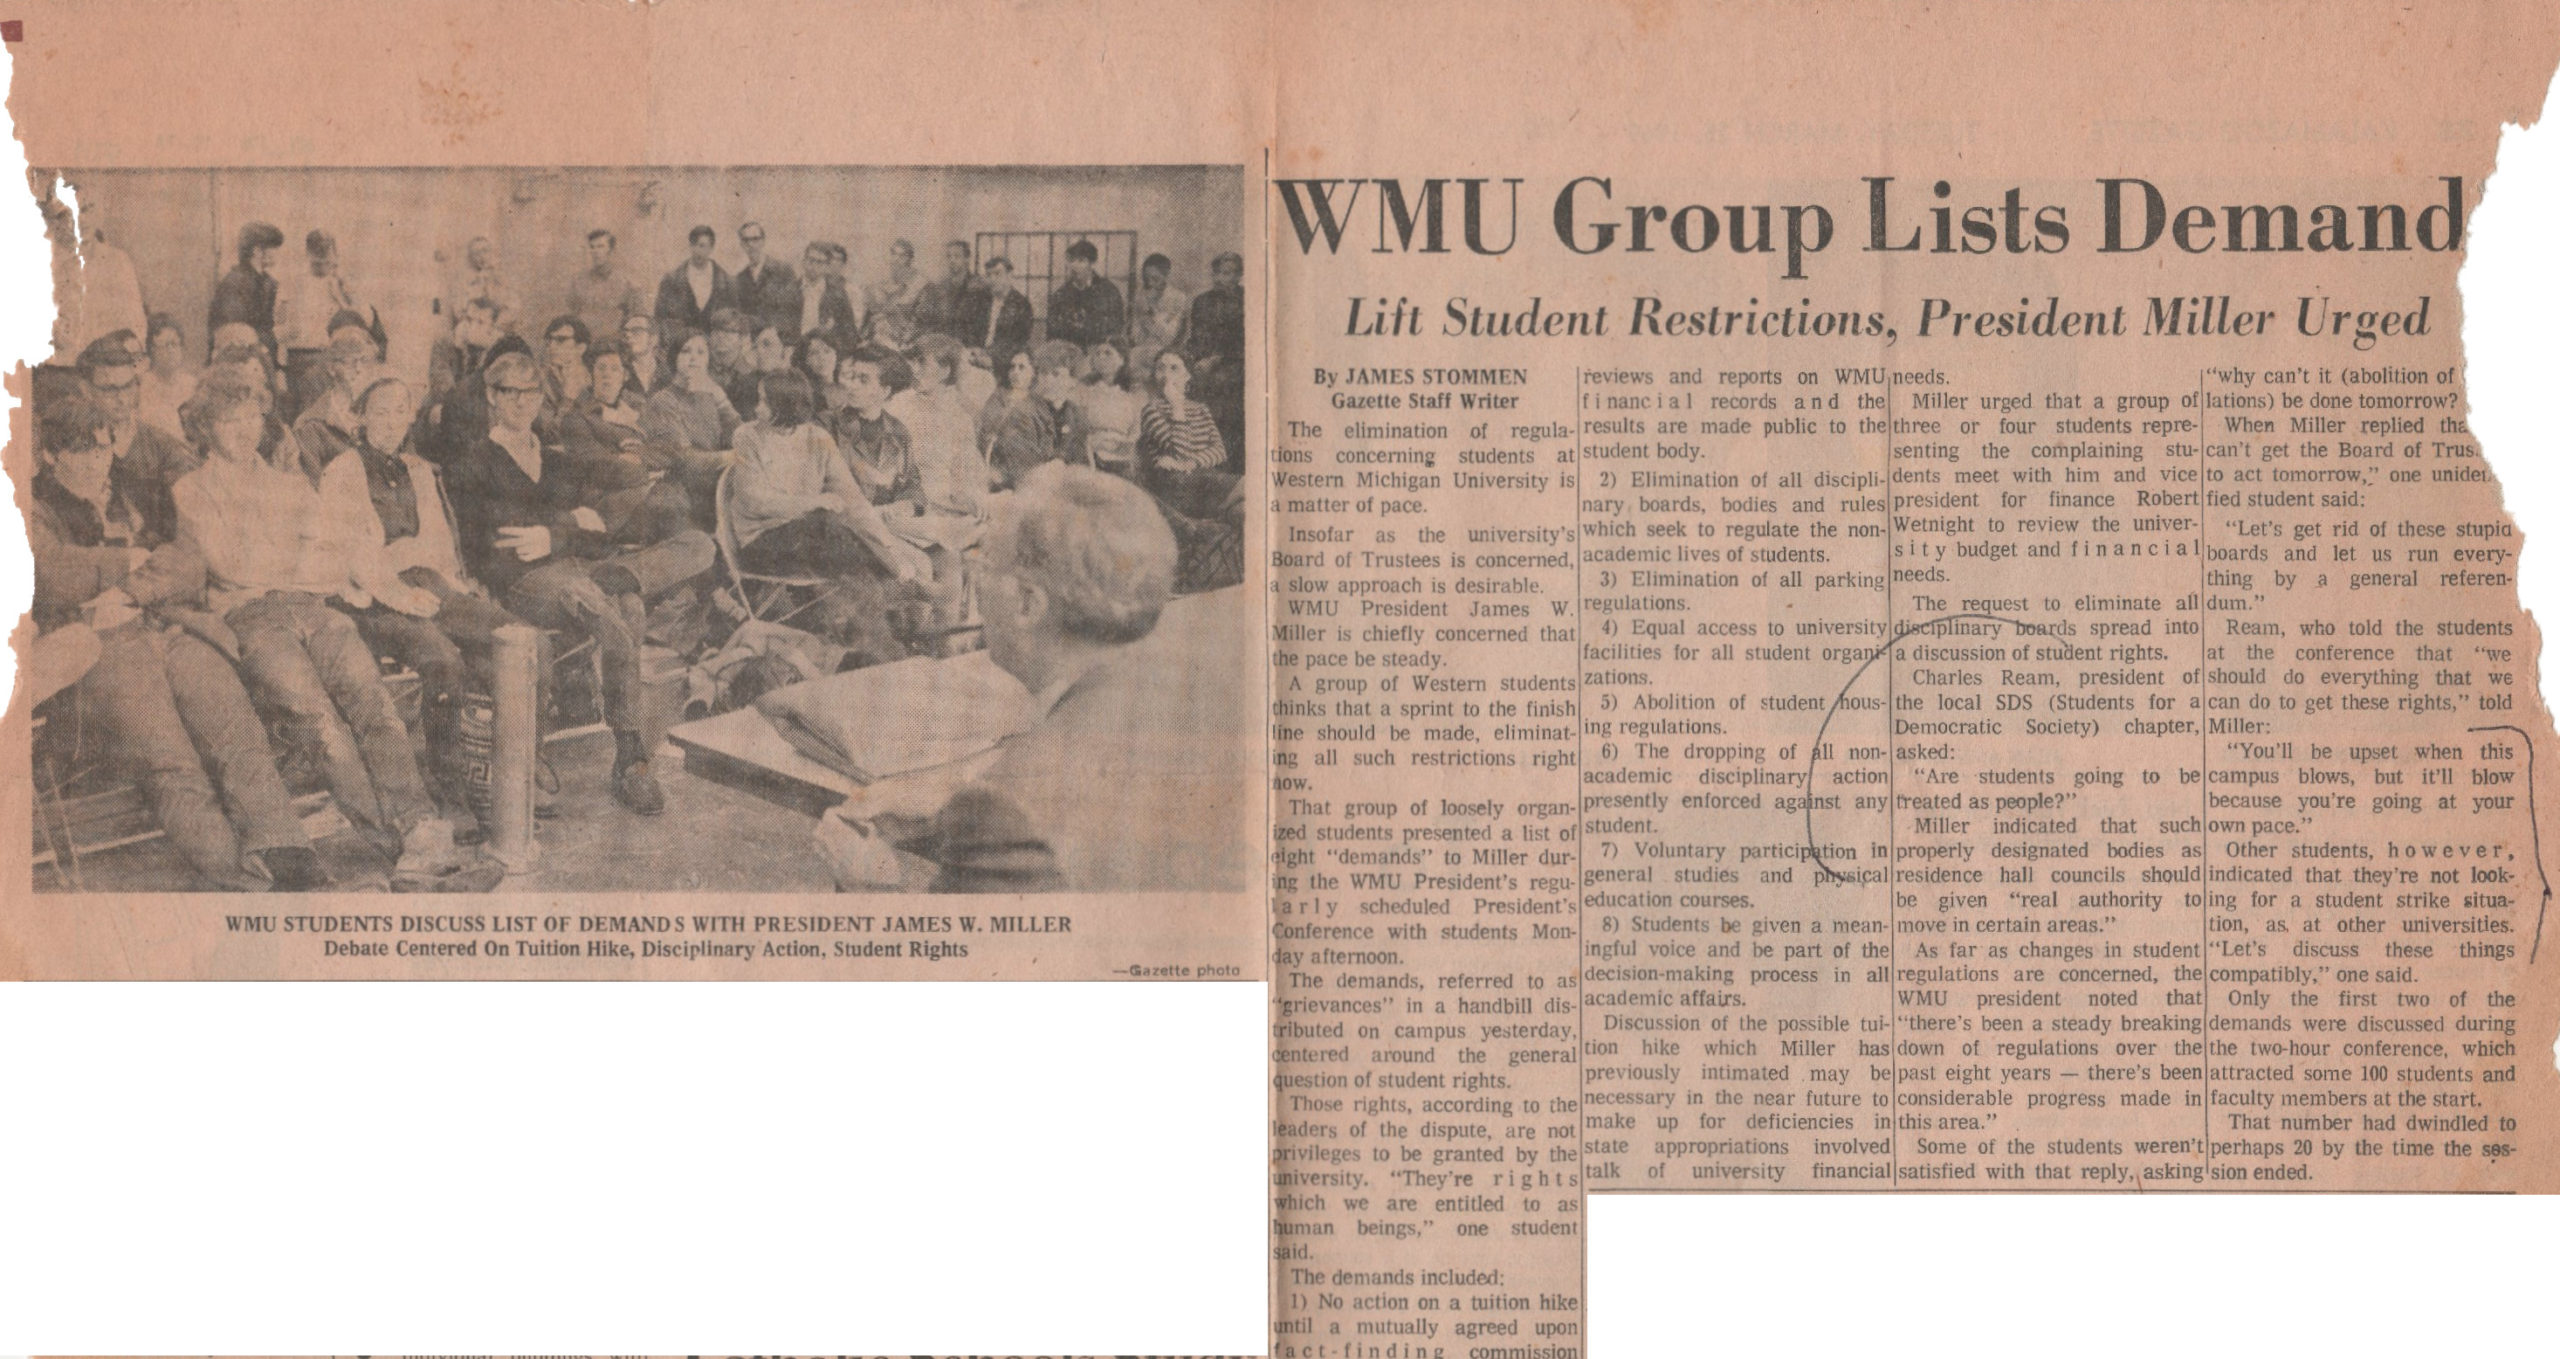 WMU STUDENTS DISCUSS LIST OF DEMANDS WITH PRESIDENT JAMES W. MILLER
Debate Centered On Tuition Hike, Disciplinary Action, Student Rights
—Gazette photo
WMU Group Lists Demand
Lift Student Restrictions, President Miller Urged
By JAMES STOMMEN
Gazette Staff Writer
The elimination of regula-
tions concerning students at
Western Michigan University is
a matter of pace.
Insofar as the university's
Board of Trustees is concerned,
a slow approach is desirable.
WMU President James W.
Miller is chiefly concerned that
the pace be steady.
A group of Western students
thinks that a sprint to the finish
line should be made, eliminat-
ing all such restrictions right
now.
That group of loosely organ-
ized students presented a list of
eight "demands" to Miller dur-
ing the WMU President's regu-
larly scheduled President's
Conference with students Mon-
day afternoon.
The demands, referred to as
"grievances" in a handbill dis-
tributed on campus yesterday,
centered around the general
question of student rights.
Those rights, according to the
leaders of the dispute, are not
privileges to be granted by the
university. "They're rights
which we are entitled to as
human beings," one student
said.
The demands included:
1) No action on a tuition hike
until a mutually agreed upon
fact-finding commission
reviews and reports on WMU
financial records and the
results are made public to the
student body.
2) Elimination of all discipli-
nary boards, bodies and rules
which seek to regulate the non-
academic lives of students.
3) Elimination of all parking
regulations.
4) Equal access to university
facilities for all student organi-
zations.
5) Abolition of student hous-
ing regulations.
6) The dropping of all non-
academic disciplinary action
presently enforced against any
student.
7) Voluntary participation in
general studies and physical
education courses.
8) Students be given a mean-
ingful voice and be part of the
decision-making process in all
academic affairs.
Discussion of the possible tui-
tion hike which Miller has
previously intimated may be
necessary in the near future to
make up for deficiencies in
state appropriations involved
talk of university financial
needs.
Miller urged that a group of
three or four students repre-
senting the complaining stu-
dents meet with him and vice
president for finance Robert
Wetnight to review the univer-
sity budget and financial
needs.
The request to eliminate all
disciplinary boards spread into
a discussion of student rights.
Charles Ream, president of
the local SDS (Students for a
Democratic Society) chapter,
asked:
"Are students going to be
treated as people?"
Miller indicated that such
properly designated bodies as
residence hall councils should
be given "real authority to
move in certain areas."
As far as changes in student
regulations are concerned, the
WMU president noted that
"there's been a steady breaking
down of regulations over the
past eight years — there's been
considerable progress made in
this area."
Some of the students weren't
satisfied with that reply, asking
"why can't it (abolition of
lations) be done tomorrow?
When Miller replied tha
can't get the Board of Trus
to act tomorrow," one uniden
fied student said:
"Let's get rid of these stupid
boards and let us run every-
thing by a general referen-
dum."
Ream, who told the students
at the conference that "we
should do everything that we
can do to get these rights," told
Miller:
"You'll be upset when this
campus blows, but it'll blow
because you're going at your
own pace."
Other students, however,
indicated that they're not look-
ing for a student strike situa-
tion, as at other universities.
"Let's discuss these things
compatibly," one said.
Only the first two of the
demands were discussed during
the two-hour conference, which
attracted some 100 students and
faculty members at the start.
That number had dwindled to
perhaps 20 by the time the ses-
sion ended.